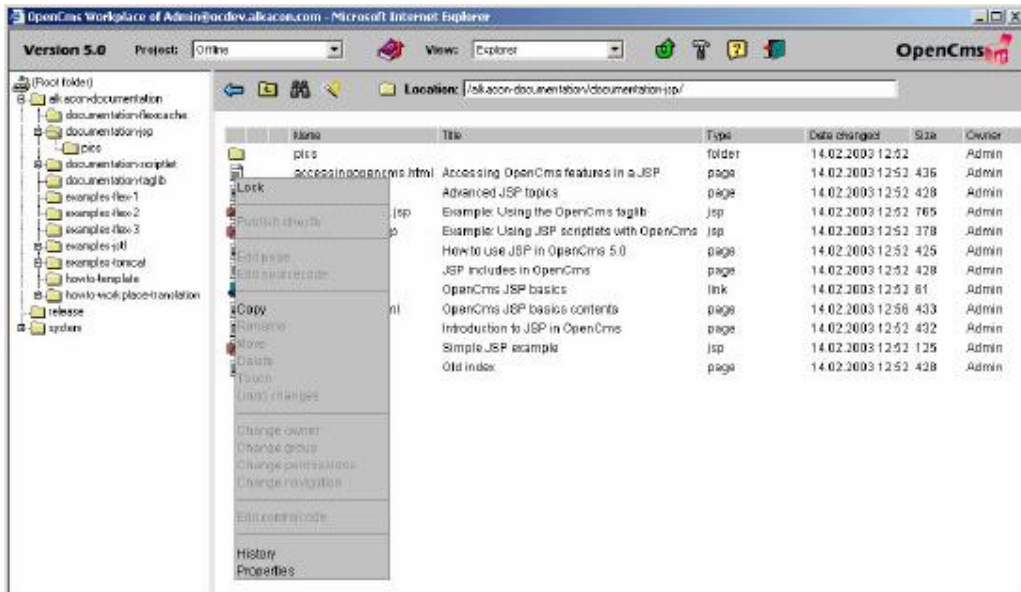 OpenCms Workplace of Admin@ocdev.alkacon.com - Microsoft Internet Explorer
Version 5.0 Project: Offline View: Explorer OpenCms
Location: /alkacon-documentation/documentation-jsp/
(Root folder)
alkacon-documentation
documentation-flexcache
documentation-jsp
pics
documentation-scriptlet
documentation-taglib
examples-flex-1
examples-flex-2
examples-flex-3
examples-jstl
examples-tomcat
howto-template
howto-workplace-translation
release
system
Name Title Type Date changed Size Owner
pics folder 14.02.2003 12:52 Admin
accessingopencms.html Accessing OpenCms features in a JSP page 14.02.2003 12:52 436 Admin
Advanced JSP topics page 14.02.2003 12:52 428 Admin
.jsp Example: Using the OpenCms taglib jsp 14.02.2003 12:52 765 Admin
Example: Using JSP scriptlets with OpenCms jsp 14.02.2003 12:52 378 Admin
How to use JSP in OpenCms 5.0 page 14.02.2003 12:52 425 Admin
JSP includes in OpenCms page 14.02.2003 12:52 428 Admin
OpenCms JSP basics link 14.02.2003 12:52 61 Admin
OpenCms JSP basics contents page 14.02.2003 12:56 433 Admin
Introduction to JSP in OpenCms page 14.02.2003 12:52 432 Admin
Simple JSP example jsp 14.02.2003 12:52 125 Admin
Old index page 14.02.2003 12:52 428 Admin
Lock
Publish directly
Edit page
Edit sourcecode
Copy
Rename
Move
Delete
Touch
Undo changes
Change owner
Change group
Change permissions
Change navigation
Edit controlcode
History
Properties